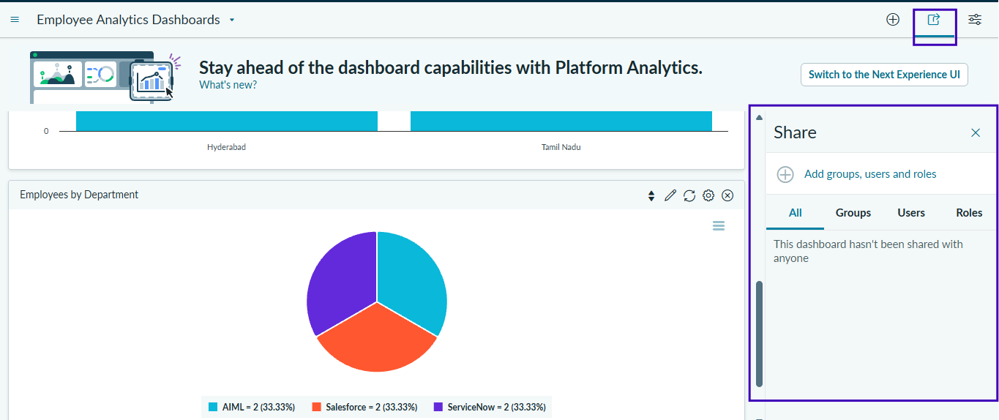 Employee Analytics Dashboards
Stay ahead of the dashboard capabilities with Platform Analytics.
What's new?
Switch to the Next Experience UI
0
Hyderabad
Tamil Nadu
Employees by Department
AIML = 2 (33.33%)
Salesforce = 2 (33.33%)
ServiceNow = 2 (33.33%)
Share
Add groups, users and roles
All
Groups
Users
Roles
This dashboard hasn't been shared with
anyone